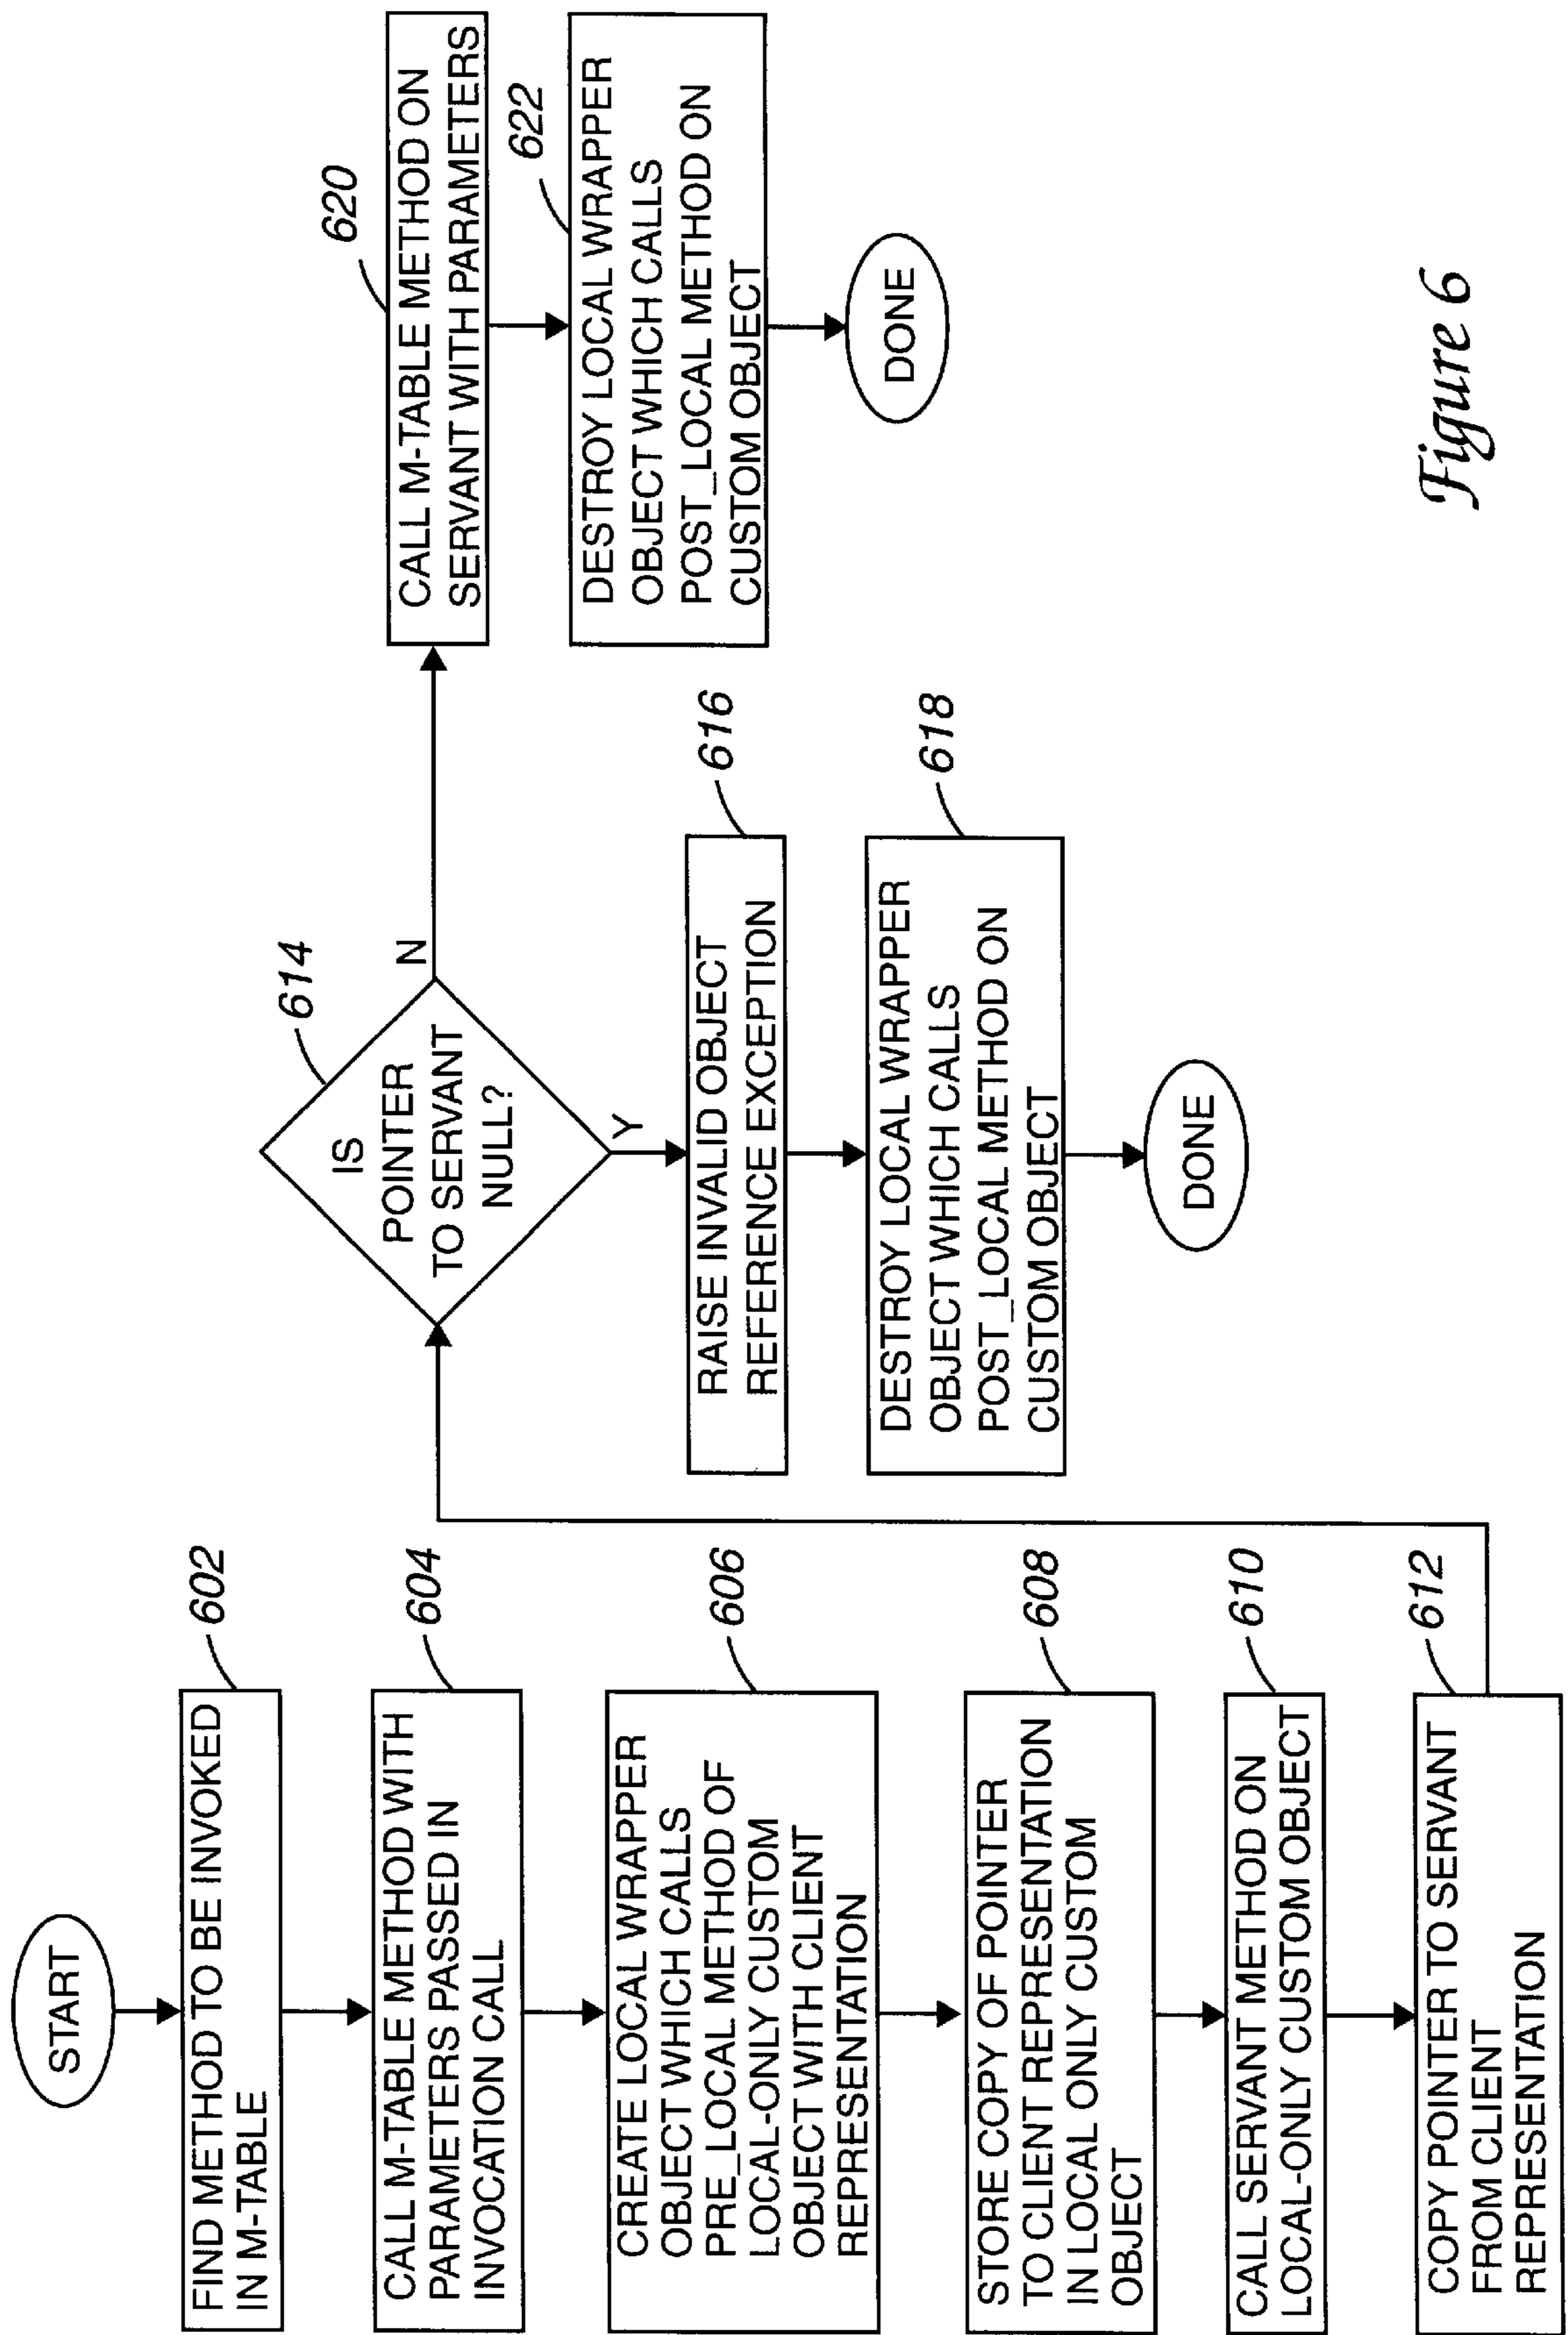 START
602
FIND METHOD TO BE INVOKED
IN M-TABLE
604
CALL M-TABLE METHOD WITH
PARAMETERS PASSED IN
INVOCATION CALL
606
CREATE LOCAL WRAPPER
OBJECT WHICH CALLS
PRE_LOCAL METHOD OF
LOCAL-ONLY CUSTOM
OBJECT WITH CLIENT
REPRESENTATION
608
STORE COPY OF POINTER
TO CLIENT REPRESENTATION
IN LOCAL ONLY CUSTOM
OBJECT
610
CALL SERVANT METHOD ON
LOCAL-ONLY CUSTOM OBJECT
612
COPY POINTER TO SERVANT
FROM CLIENT
REPRESENTATION
614
IS
POINTER
TO SERVANT
NULL?
N
Y
616
RAISE INVALID OBJECT
REFERENCE EXCEPTION
618
DESTROY LOCAL WRAPPER
OBJECT WHICH CALLS
POST_LOCAL METHOD ON
CUSTOM OBJECT
DONE
620
CALL M-TABLE METHOD ON
SERVANT WITH PARAMETERS
622
DESTROY LOCAL WRAPPER
OBJECT WHICH CALLS
POST_LOCAL METHOD ON
CUSTOM OBJECT
DONE
Figure 6